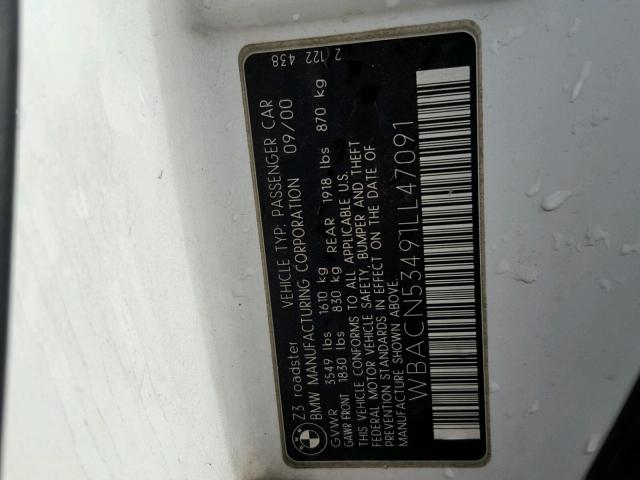 Z3 roadster VEHICLE TYP: PASSENGER CAR
BMW MANUFACTURING CORPORATION 09/00
GVWR 3549 lbs 1610 kg
GAWR FRONT 1830 lbs 830 kg REAR 1918 lbs 870 kg
THIS VEHICLE CONFORMS TO ALL APPLICABLE U.S.
FEDERAL MOTOR VEHICLE SAFETY, BUMPER AND THEFT
PREVENTION STANDARDS IN EFFECT ON THE DATE OF
MANUFACTURE SHOWN ABOVE.
WBACN53491LL47091
2 122 438